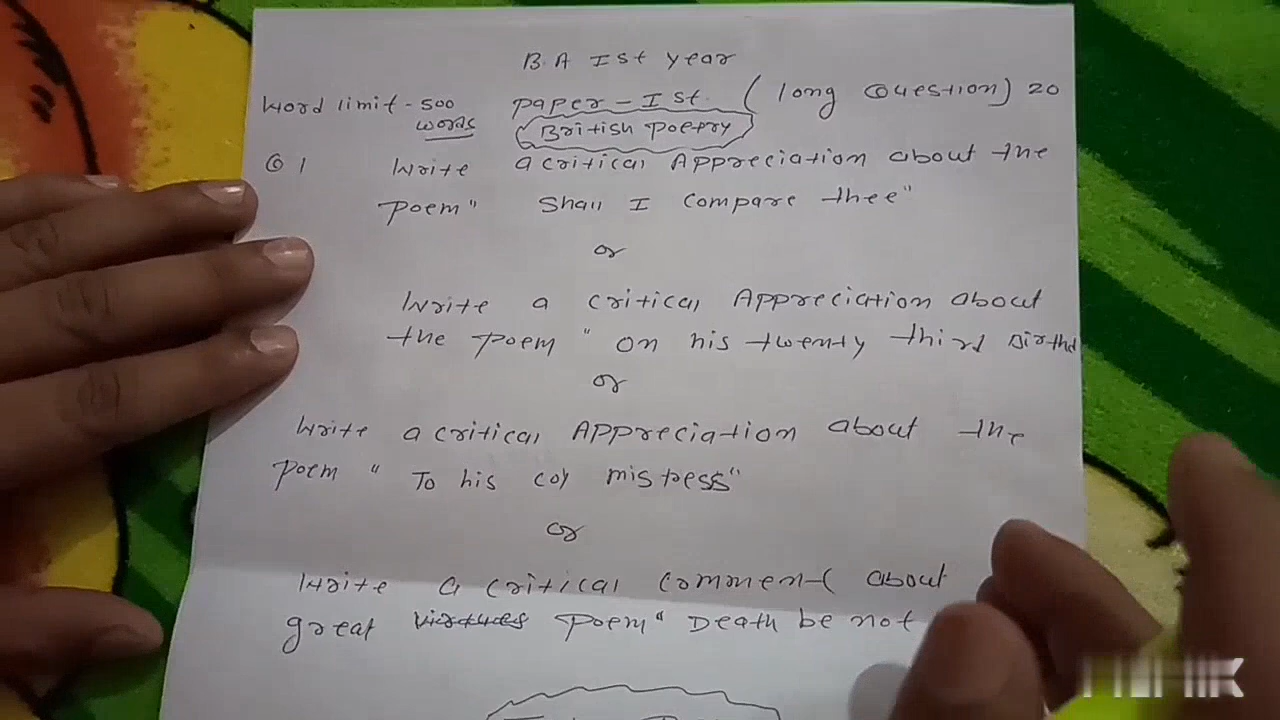 B.A Ist year
Word limit - 500 words paper - Ist. (long Question) 20
British poetry
Q 1 Write a critical Appreciation about the
poem" Shall I compare thee"
or
Write a critical Appreciation about
the poem " on his twenty third Birth
or
Write a critical Appreciation about the
poem " To his coy mistress"
or
Write a critical comment about
great poem" Death be not